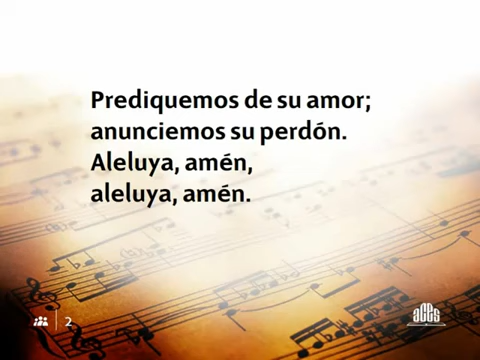 Prediquemos de su amor;
anunciemos su perdón.
Aleluya, amén,
aleluya, amén.
2
aces